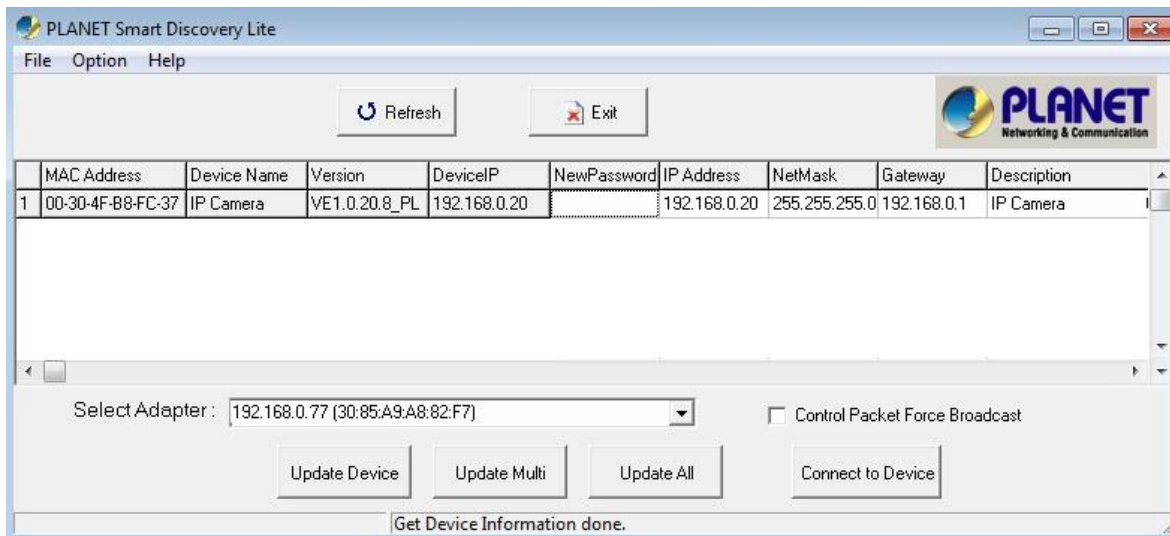 PLANET Smart Discovery Lite
File Option Help
Refresh Exit
PLANET
Networking & Communication
MAC Address Device Name Version DeviceIP NewPassword IP Address NetMask Gateway Description
1 00-30-4F-B8-FC-37 IP Camera VE1.0.20.8_PL 192.168.0.20 192.168.0.20 255.255.255.0 192.168.0.1 IP Camera
Select Adapter : 192.168.0.77 (30:85:A9:A8:82:F7) Control Packet Force Broadcast
Update Device Update Multi Update All Connect to Device
Get Device Information done.